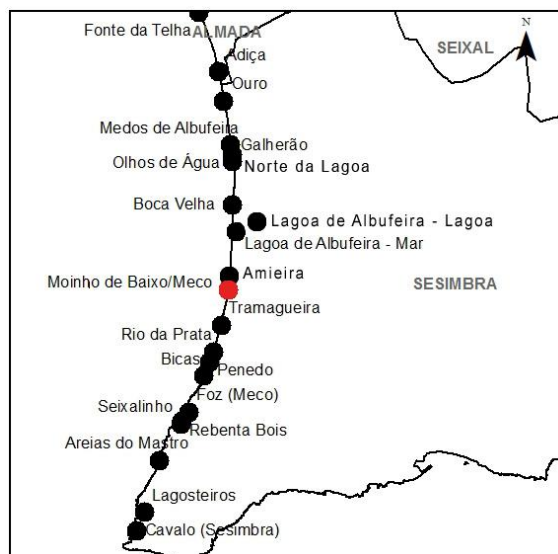 Fonte da Telha
ALMADA
SEIXAL
N
Adiça
Ouro
Medos de Albufeira
Galherão
Olhos de Água
Norte da Lagoa
Boca Velha
Lagoa de Albufeira - Lagoa
Lagoa de Albufeira - Mar
Amieira
Moinho de Baixo/Meco
SESIMBRA
Tramagueira
Rio da Prata
Bicas
Penedo
Foz (Meco)
Seixalinho
Rebenta Bois
Areias do Mastro
Lagosteiros
Cavalo (Sesimbra)